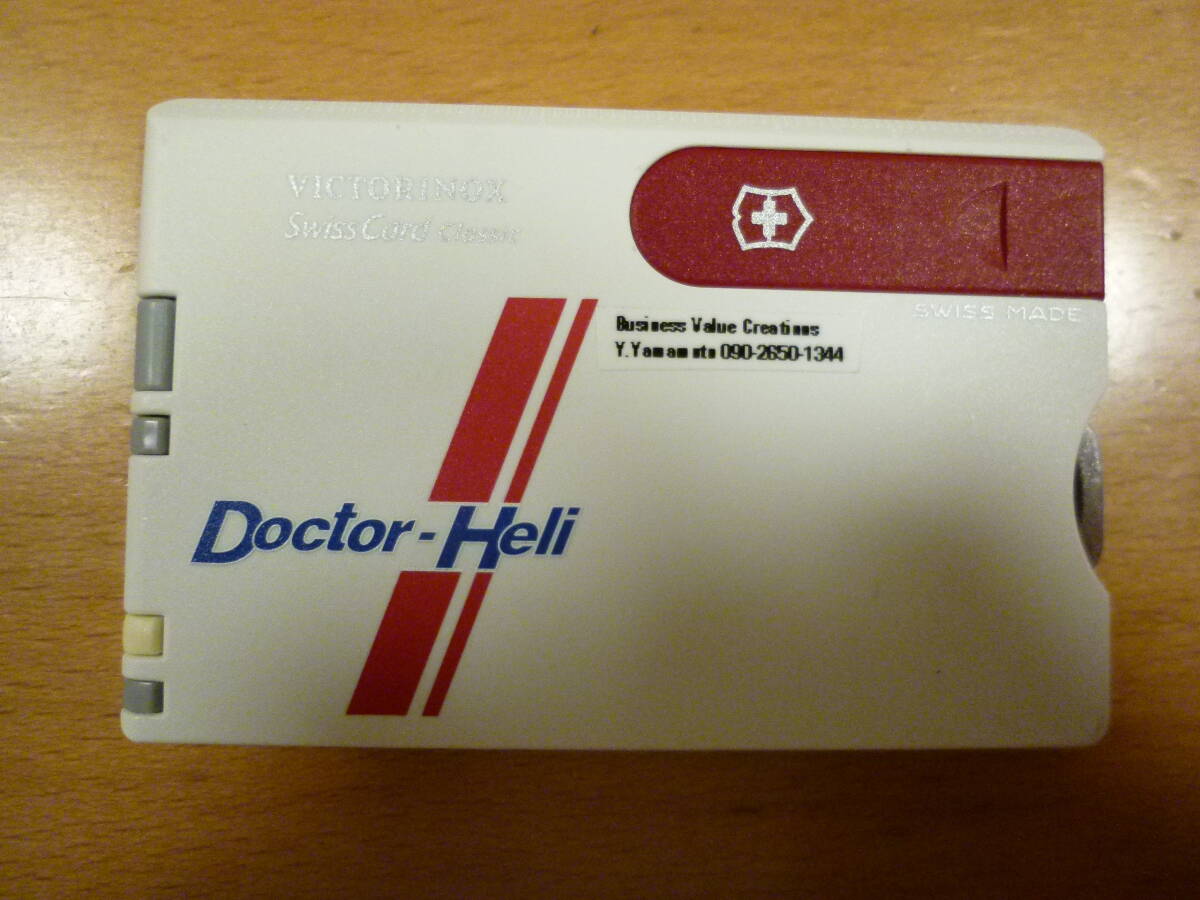 VICTORINOX
SwissCard Classic
SWISS MADE
Business Value Creations
Y.Yamamoto 090-2650-1344
Doctor-Heli